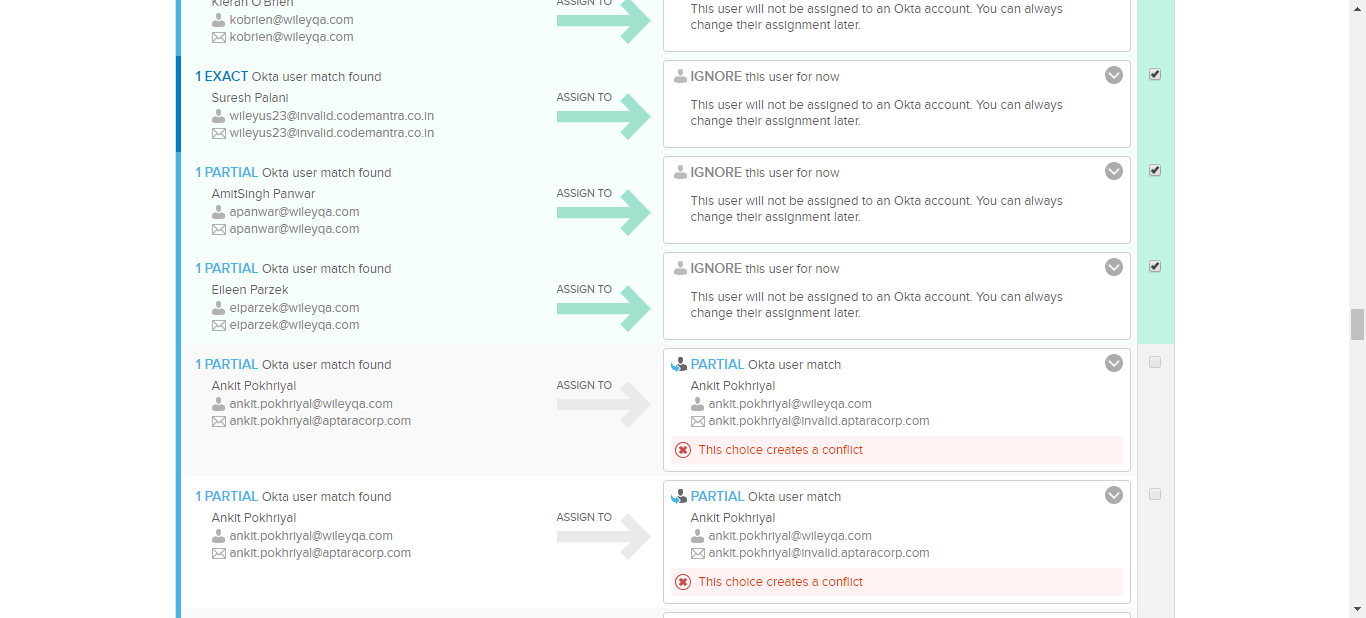 Kieran O'Brien
kobrien@wileyqa.com
kobrien@wileyqa.com
ASSIGN TO
This user will not be assigned to an Okta account. You can always
change their assignment later.
1 EXACT Okta user match found
Suresh Palani
wileyus23@invalid.codemantra.co.in
wileyus23@invalid.codemantra.co.in
ASSIGN TO
IGNORE this user for now
This user will not be assigned to an Okta account. You can always
change their assignment later.
1 PARTIAL Okta user match found
AmitSingh Panwar
apanwar@wileyqa.com
apanwar@wileyqa.com
ASSIGN TO
IGNORE this user for now
This user will not be assigned to an Okta account. You can always
change their assignment later.
1 PARTIAL Okta user match found
Eileen Parzek
eiparzek@wileyqa.com
eiparzek@wileyqa.com
ASSIGN TO
IGNORE this user for now
This user will not be assigned to an Okta account. You can always
change their assignment later.
1 PARTIAL Okta user match found
Ankit Pokhriyal
ankit.pokhriyal@wileyqa.com
ankit.pokhriyal@aptaracorp.com
ASSIGN TO
PARTIAL Okta user match
Ankit Pokhriyal
ankit.pokhriyal@wileyqa.com
ankit.pokhriyal@invalid.aptaracorp.com
This choice creates a conflict
1 PARTIAL Okta user match found
Ankit Pokhriyal
ankit.pokhriyal@wileyqa.com
ankit.pokhriyal@aptaracorp.com
ASSIGN TO
PARTIAL Okta user match
Ankit Pokhriyal
ankit.pokhriyal@wileyqa.com
ankit.pokhriyal@invalid.aptaracorp.com
This choice creates a conflict